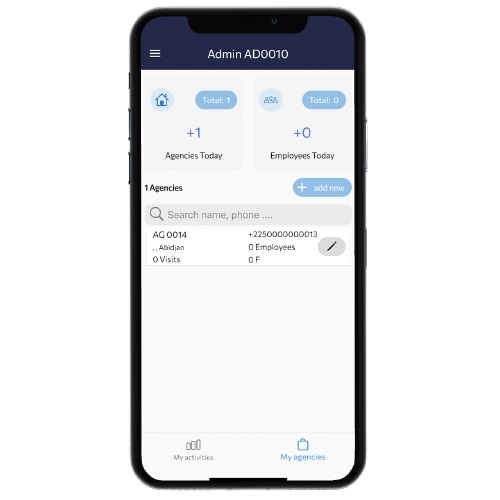 Admin AD0010
Total: 1
Total: 0
+1
+0
Agencies Today
Employees Today
1 Agencies
+ add new
Search name, phone ....
AG 0014
+2250000000013
, , Abidjan
0 Employees
0 Visits
0 F
My activities
My agencies